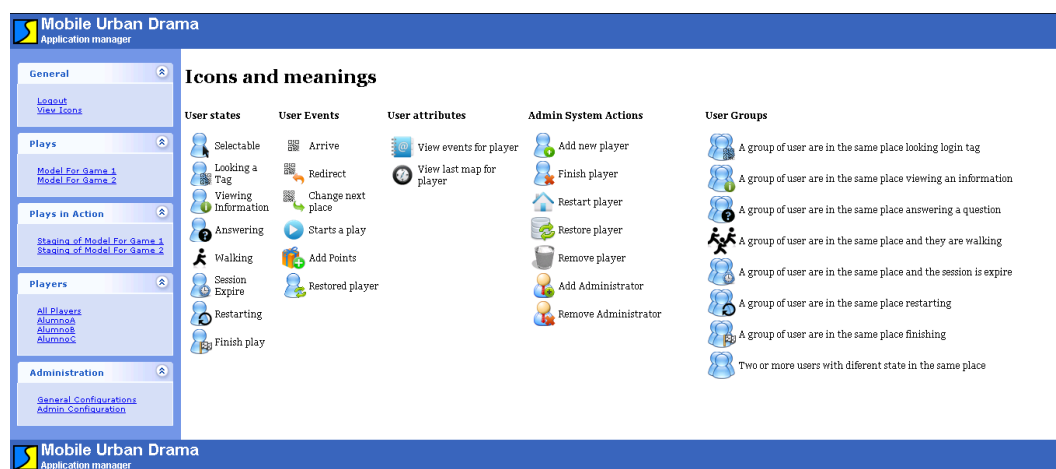 Mobile Urban Drama
Application manager
General
Logout
View Icons
Plays
Model For Game 1
Model For Game 2
Plays in Action
Staging of Model For Game 1
Staging of Model For Game 2
Players
All Players
AlumnoA
AlumnoB
AlumnoC
Administration
General Configurations
Admin Configuration
Icons and meanings
User states
Selectable
Looking a
Tag
Viewing
Information
Answering
Walking
Session
Expire
Restarting
Finish play
User Events
Arrive
Redirect
Change next
place
Starts a play
Add Points
Restored player
User attributes
View events for player
View last map for
player
Admin System Actions
Add new player
Finish player
Restart player
Restore player
Remove player
Add Administrator
Remove Administrator
User Groups
A group of user are in the same place looking login tag
A group of user are in the same place viewing an information
A group of user are in the same place answering a question
A group of user are in the same place and they are walking
A group of user are in the same place and the session is expire
A group of user are in the same place restarting
A group of user are in the same place finishing
Two or more users with diferent state in the same place
Mobile Urban Drama
Application manager